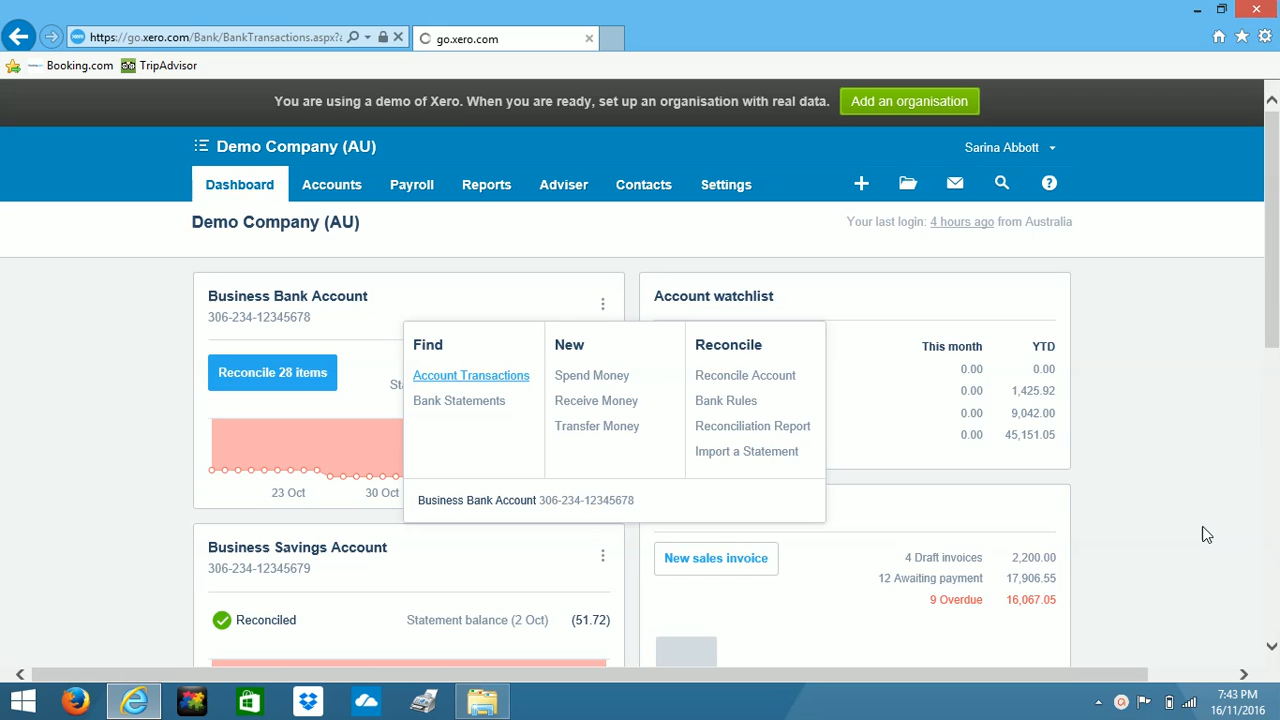 https://go.xero.com/Bank/BankTransactions.aspx?a
go.xero.com
Booking.com
TripAdvisor
You are using a demo of Xero. When you are ready, set up an organisation with real data.
Add an organisation
Demo Company (AU)
Sarina Abbott
Dashboard Accounts Payroll Reports Adviser Contacts Settings
Demo Company (AU)
Your last login: 4 hours ago from Australia
Business Bank Account
306-234-12345678
Reconcile 28 items
Sta
23 Oct 30 Oct
Find
Account Transactions
Bank Statements
New
Spend Money
Receive Money
Transfer Money
Reconcile
Reconcile Account
Bank Rules
Reconciliation Report
Import a Statement
Business Bank Account 306-234-12345678
Account watchlist
This month YTD
0.00 0.00
0.00 1,425.92
0.00 9,042.00
0.00 45,151.05
Business Savings Account
306-234-12345679
Reconciled
Statement balance (2 Oct) (51.72)
New sales invoice
4 Draft invoices 2,200.00
12 Awaiting payment 17,906.55
9 Overdue 16,067.05
7:43 PM
16/11/2016